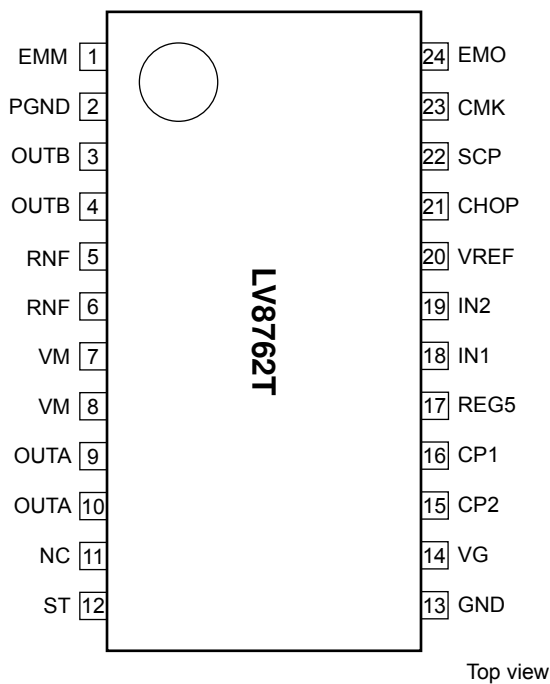 EMM 1
PGND 2
OUTB 3
OUTB 4
RNF 5
RNF 6
VM 7
VM 8
OUTA 9
OUTA 10
NC 11
ST 12
LV8762T
24 EMO
23 CMK
22 SCP
21 CHOP
20 VREF
19 IN2
18 IN1
17 REG5
16 CP1
15 CP2
14 VG
13 GND
Top view